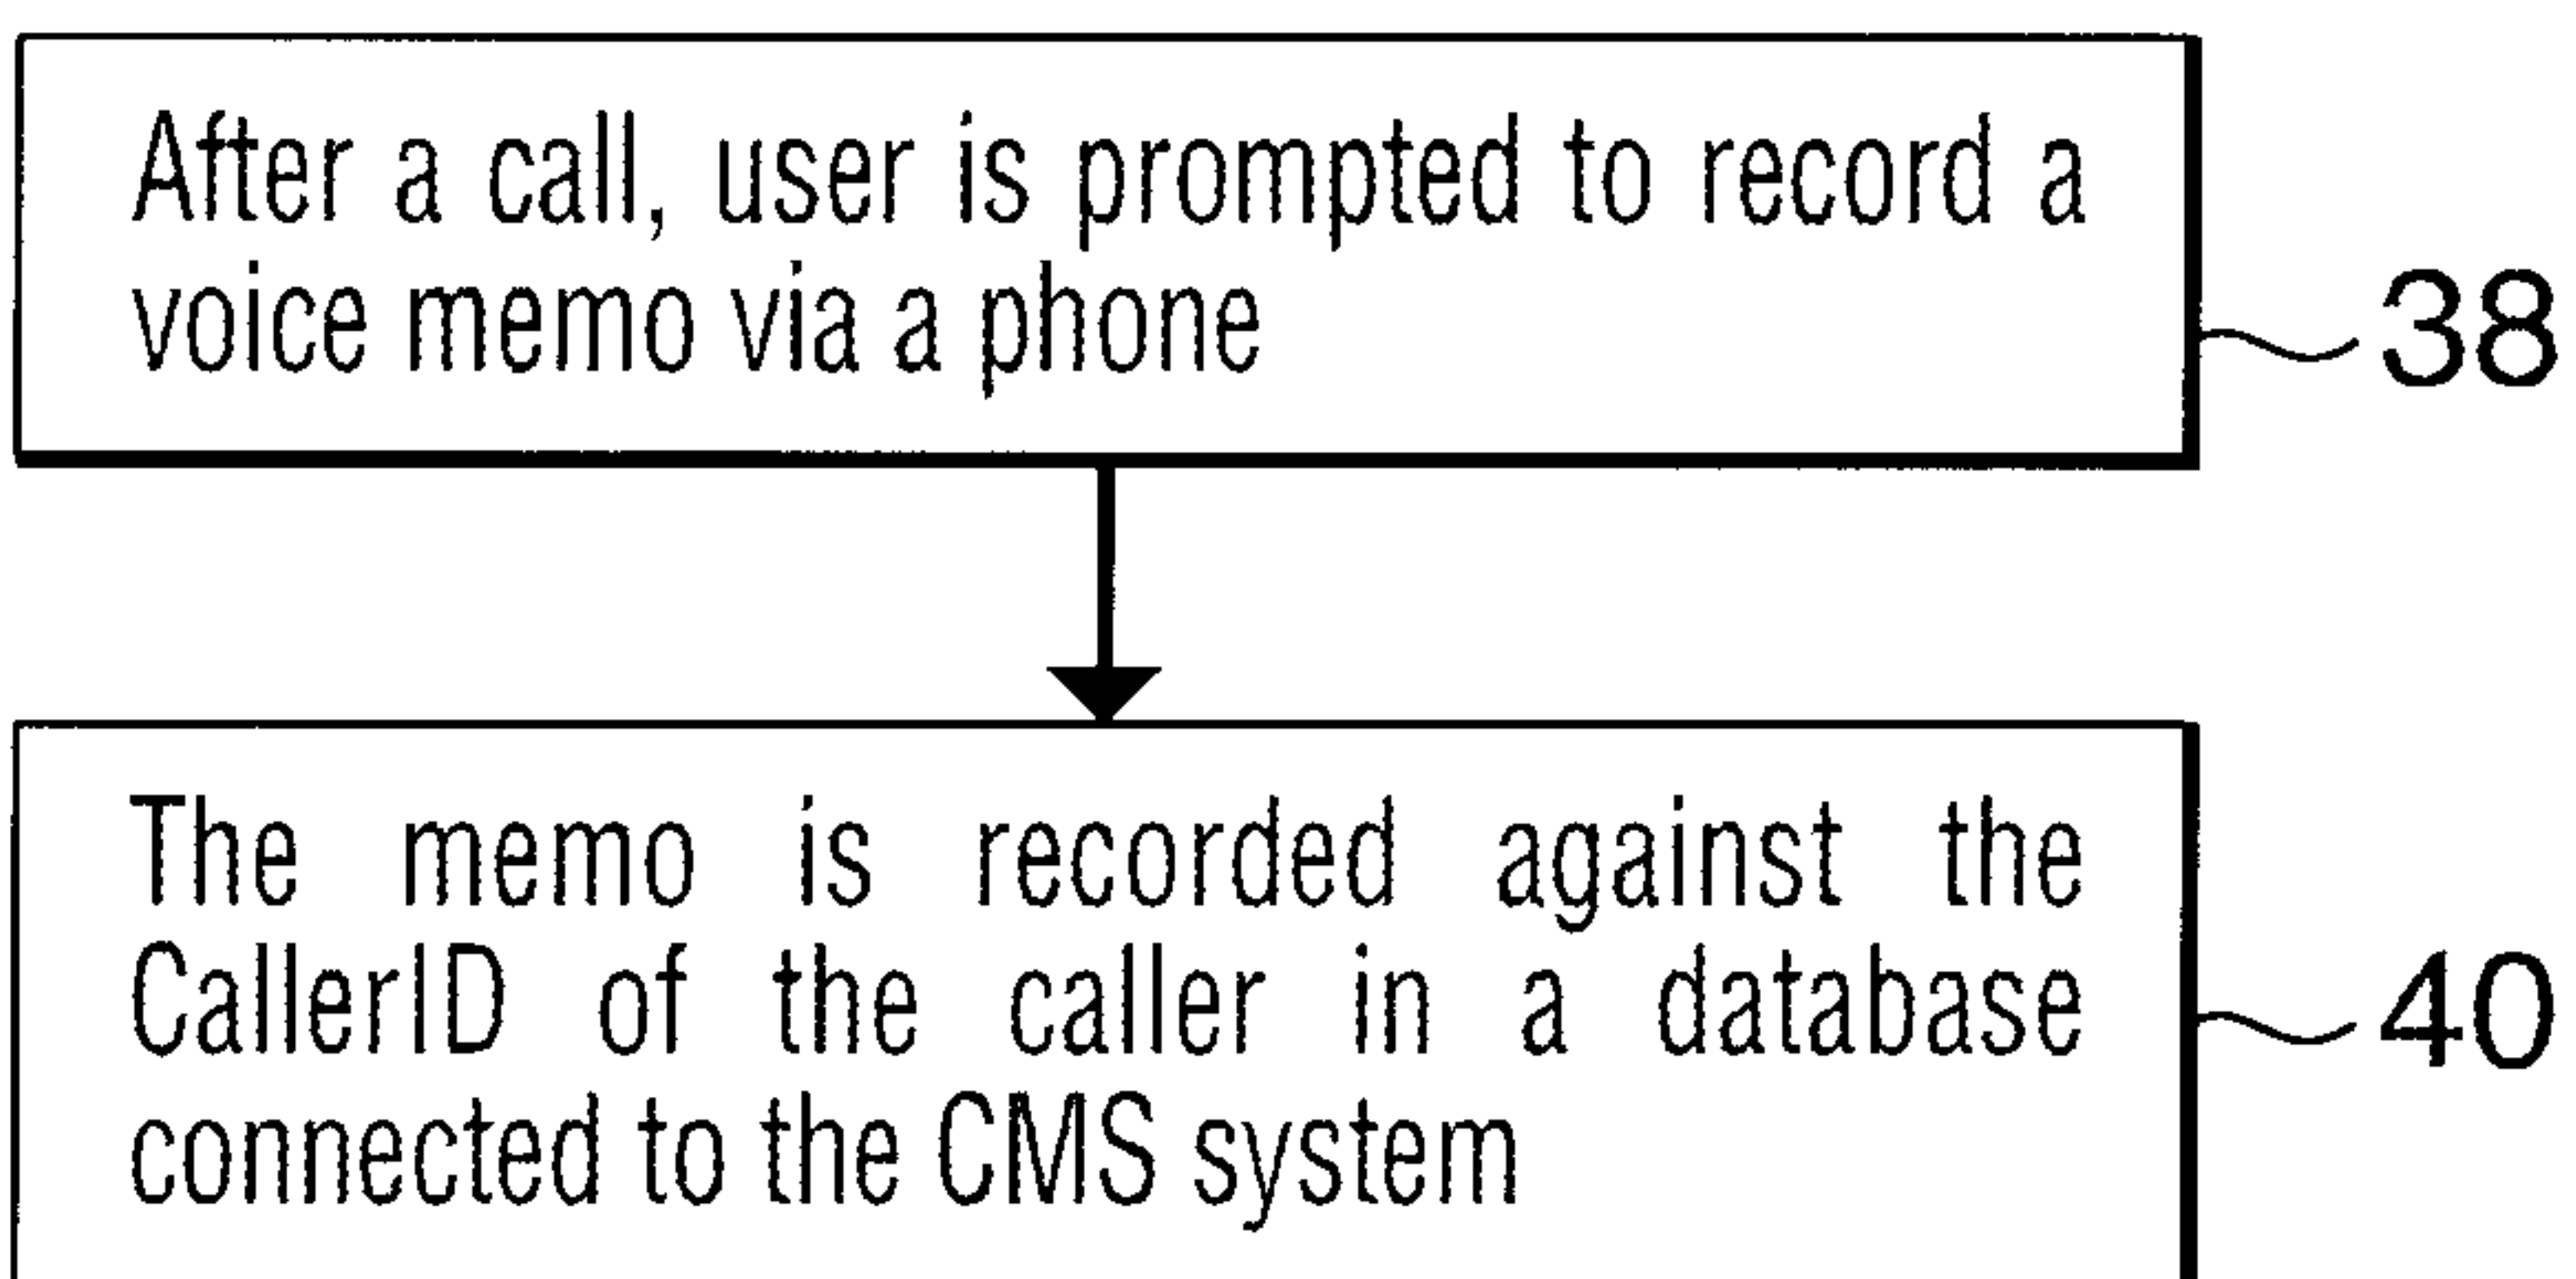 After a call, user is prompted to record a
voice memo via a phone
38
The memo is recorded against the
CallerID of the caller in a database
40
connected to the CMS system